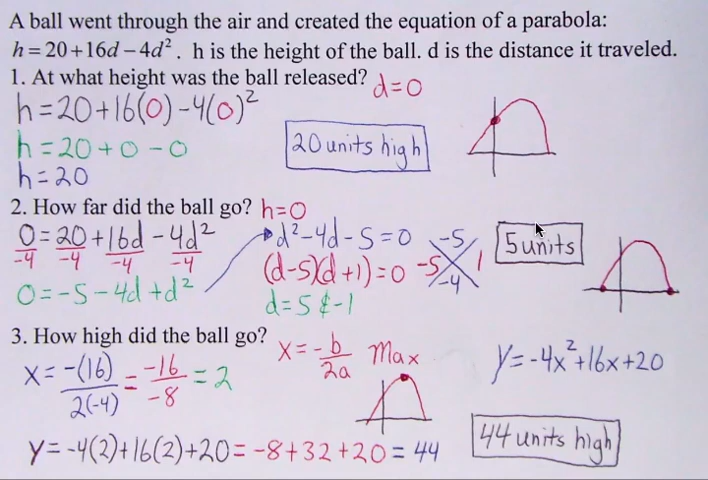 A ball went through the air and created the equation of a parabola:
h = 20+16d − 4d². h is the height of the ball. d is the distance it traveled.
1. At what height was the ball released? d=0
h = 20+16(0)-4(0)²
h = 20 + 0 - 0
h = 20
20 units high
2. How far did the ball go? h=0
0 = 20 + 16d - 4d²
-4 -4 -4 -4
0 = -5 - 4d + d²
d²-4d-5=0
(d-5)(d+1)=0
d = 5 & -1
-5
-5 1
-4
5 units
3. How high did the ball go?
x = -(16)/2(-4) = -16/-8 = 2
x = -b/2a Max
y = -4x²+16x+20
y = -4(2)+16(2)+20 = -8+32+20 = 44
44 units high